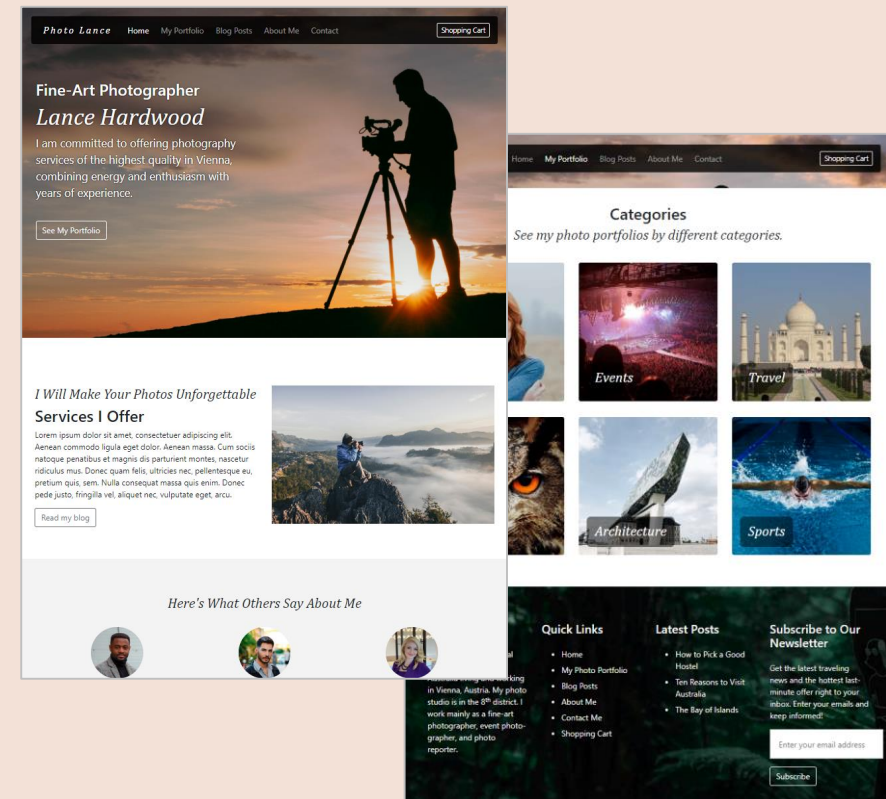 Photo Lance Home My Portfolio Blog Posts About Me Contact Shopping Cart
Fine-Art Photographer
Lance Hardwood
I am committed to offering photography
services of the highest quality in Vienna,
combining energy and enthusiasm with
years of experience.
See My Portfolio
I Will Make Your Photos Unforgettable
Services I Offer
Lorem ipsum dolor sit amet, consectetuer adipiscing elit.
Aenean commodo ligula eget dolor. Aenean massa. Cum sociis
natoque penatibus et magnis dis parturient montes, nascetur
ridiculus mus. Donec quam felis, ultricies nec, pellentesque eu,
pretium quis, sem. Nulla consequat massa quis enim. Donec
pede justo, fringilla vel, aliquet nec, vulputate eget, arcu.
Read my blog
Here's What Others Say About Me
Home My Portfolio Blog Posts About Me Contact Shopping Cart
Categories
See my photo portfolios by different categories.
Events
Travel
Architecture
Sports
in Vienna, Austria. My photo
studio is in the 8th district. I
work mainly as a fine-art
photographer, event photo-
grapher, and photo
reporter.
Quick Links
Home
My Photo Portfolio
Blog Posts
About Me
Contact Me
Shopping Cart
Latest Posts
How to Pick a Good
Hostel
Ten Reasons to Visit
Australia
The Bay of Islands
Subscribe to Our
Newsletter
Get the latest traveling
news and the hottest last-
minute offer right to your
inbox. Enter your emails and
keep informed!
Enter your email address
Subscribe